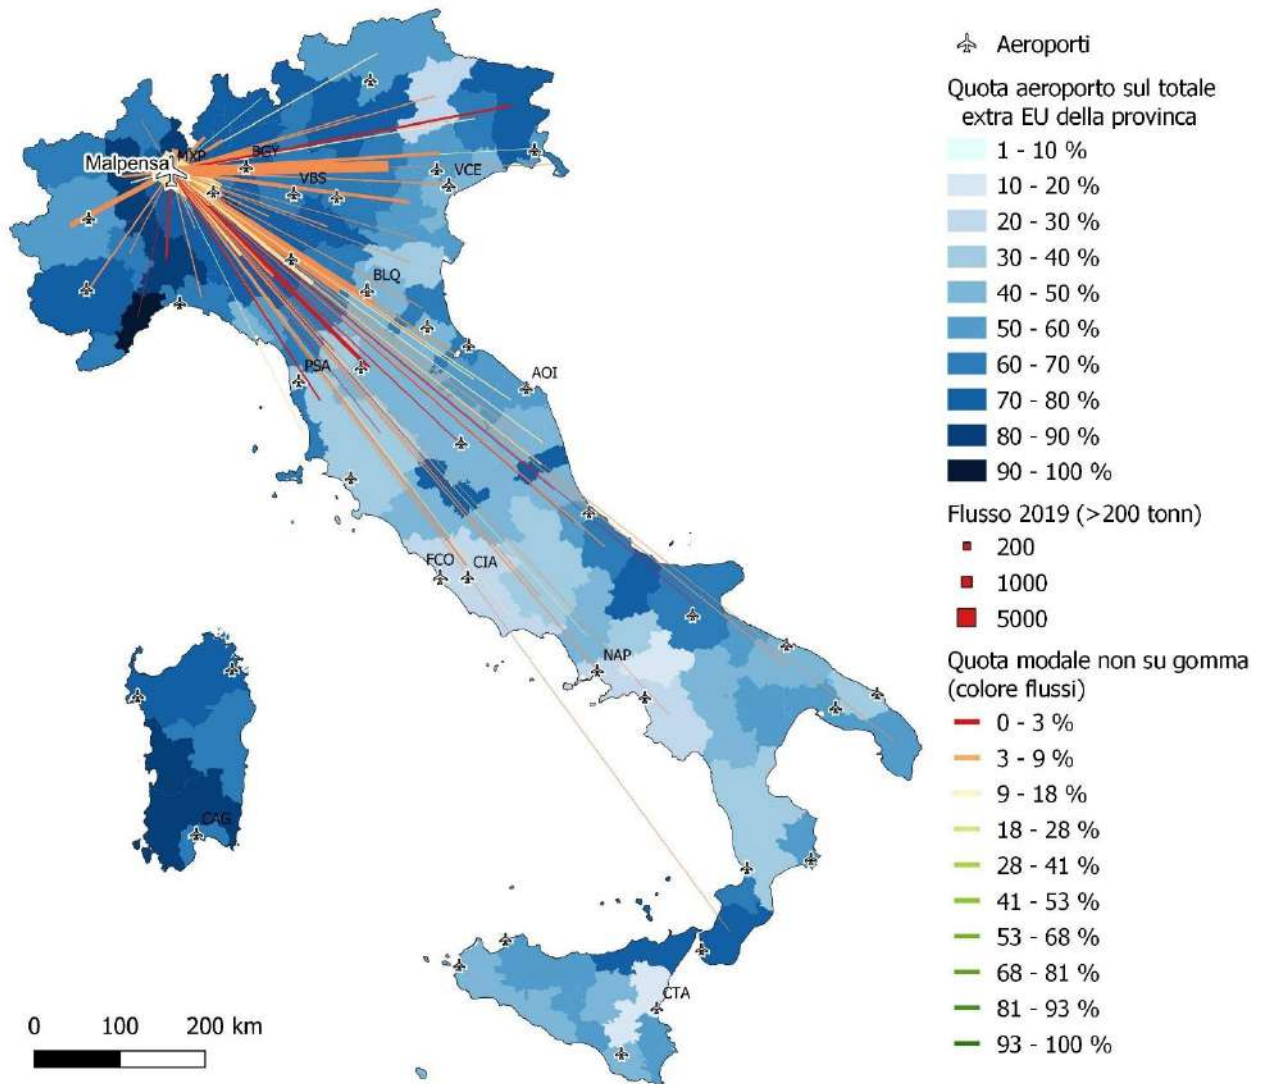 Malpensa
MXP
BGY
VBS
VCE
BLQ
PSA
AOI
FCO
CIA
NAP
CAG
CTA
0 100 200 km
Aeroporti
Quota aeroporto sul totale
extra EU della provinca
1 - 10 %
10 - 20 %
20 - 30 %
30 - 40 %
40 - 50 %
50 - 60 %
60 - 70 %
70 - 80 %
80 - 90 %
90 - 100 %
Flusso 2019 (>200 tonn)
200
1000
5000
Quota modale non su gomma
(colore flussi)
0 - 3 %
3 - 9 %
9 - 18 %
18 - 28 %
28 - 41 %
41 - 53 %
53 - 68 %
68 - 81 %
81 - 93 %
93 - 100 %